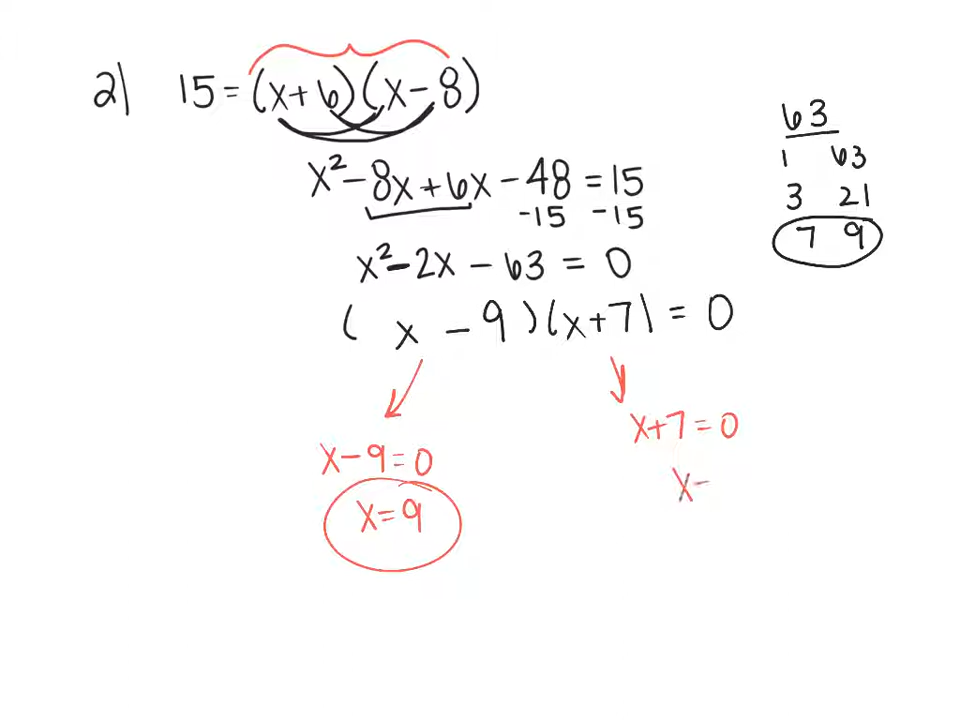 2) 15 = (x + 6)(x - 8)
x² - 8x + 6x - 48 = 15
-15 -15
x² - 2x - 63 = 0
( x - 9 )(x + 7) = 0
x - 9 = 0
x = 9
x + 7 = 0
x -
63
1 63
3 21
7 9